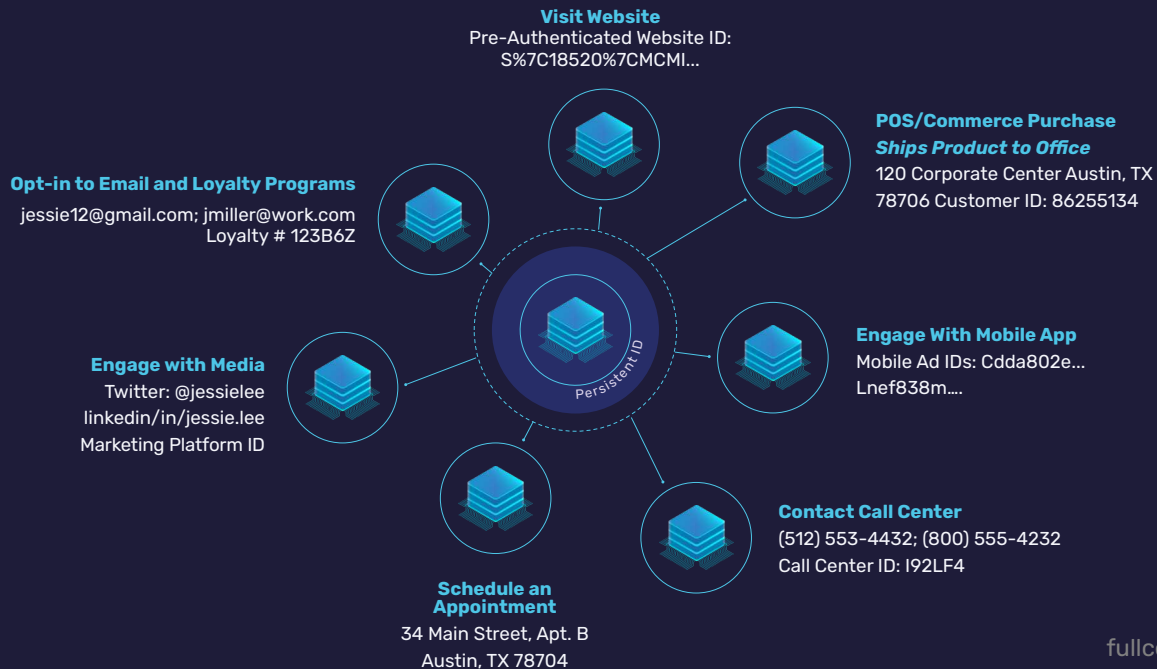 Visit Website
Pre-Authenticated Website ID:
S%7C18520%7CMCMI...
POS/Commerce Purchase
Ships Product to Office
120 Corporate Center Austin, TX
78706 Customer ID: 86255134
Opt-in to Email and Loyalty Programs
jessie12@gmail.com; jmiller@work.com
Loyalty # 123B6Z
Persistent ID
Engage With Mobile App
Mobile Ad IDs: Cdda802e...
Lnef838m....
Engage with Media
Twitter: @jessielee
linkedin/in/jessie.lee
Marketing Platform ID
Contact Call Center
(512) 553-4432; (800) 555-4232
Call Center ID: I92LF4
Schedule an
Appointment
34 Main Street, Apt. B
Austin, TX 78704